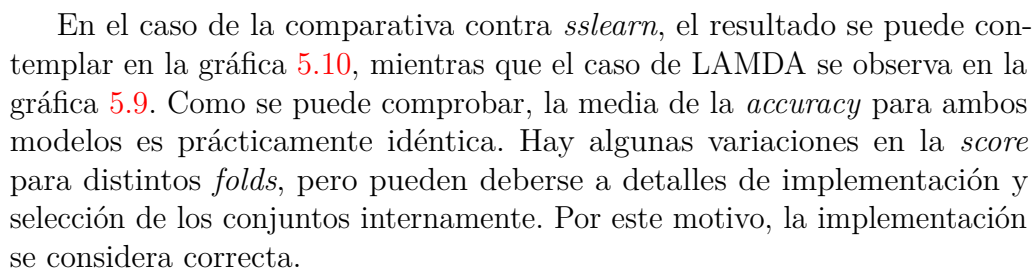 En el caso de la comparativa contra sslearn, el resultado se puede con-
templar en la gráfica 5.10, mientras que el caso de LAMDA se observa en la
gráfica 5.9. Como se puede comprobar, la media de la accuracy para ambos
modelos es prácticamente idéntica. Hay algunas variaciones en la score
para distintos folds, pero pueden deberse a detalles de implementación y
selección de los conjuntos internamente. Por este motivo, la implementación
se considera correcta.